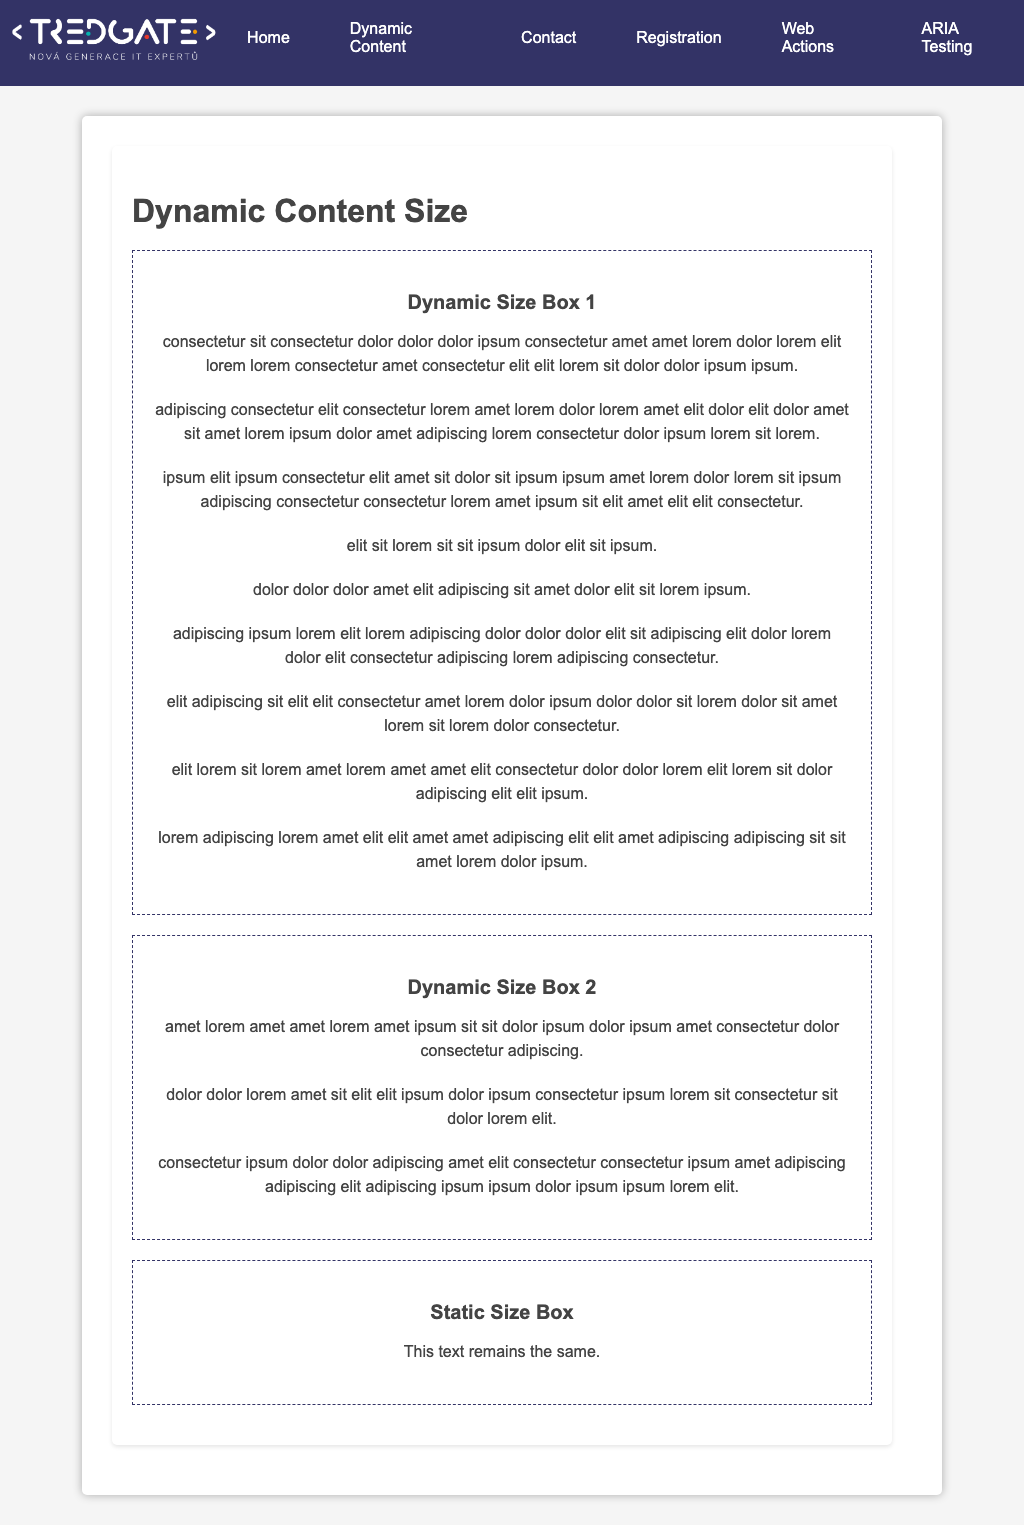 < TREDGATE >
NOVÁ GENERACE IT EXPERTŮ
Home
Dynamic
Content
Contact
Registration
Web
Actions
ARIA
Testing
Dynamic Content Size
Dynamic Size Box 1
consectetur sit consectetur dolor dolor dolor ipsum consectetur amet amet lorem dolor lorem elit
lorem lorem consectetur amet consectetur elit elit lorem sit dolor dolor ipsum ipsum.
adipiscing consectetur elit consectetur lorem amet lorem dolor lorem amet elit dolor elit dolor amet
sit amet lorem ipsum dolor amet adipiscing lorem consectetur dolor ipsum lorem sit lorem.
ipsum elit ipsum consectetur elit amet sit dolor sit ipsum ipsum amet lorem dolor lorem sit ipsum
adipiscing consectetur consectetur lorem amet ipsum sit elit amet elit elit consectetur.
elit sit lorem sit sit ipsum dolor elit sit ipsum.
dolor dolor dolor amet elit adipiscing sit amet dolor elit sit lorem ipsum.
adipiscing ipsum lorem elit lorem adipiscing dolor dolor dolor elit sit adipiscing elit dolor lorem
dolor elit consectetur adipiscing lorem adipiscing consectetur.
elit adipiscing sit elit elit consectetur amet lorem dolor ipsum dolor dolor sit lorem dolor sit amet
lorem sit lorem dolor consectetur.
elit lorem sit lorem amet lorem amet amet elit consectetur dolor dolor lorem elit lorem sit dolor
adipiscing elit elit ipsum.
lorem adipiscing lorem amet elit elit amet amet adipiscing elit elit amet adipiscing adipiscing sit sit
amet lorem dolor ipsum.
Dynamic Size Box 2
amet lorem amet amet lorem amet ipsum sit sit dolor ipsum dolor ipsum amet consectetur dolor
consectetur adipiscing.
dolor dolor lorem amet sit elit elit ipsum dolor ipsum consectetur ipsum lorem sit consectetur sit
dolor lorem elit.
consectetur ipsum dolor dolor adipiscing amet elit consectetur consectetur ipsum amet adipiscing
adipiscing elit adipiscing ipsum ipsum dolor ipsum ipsum lorem elit.
Static Size Box
This text remains the same.